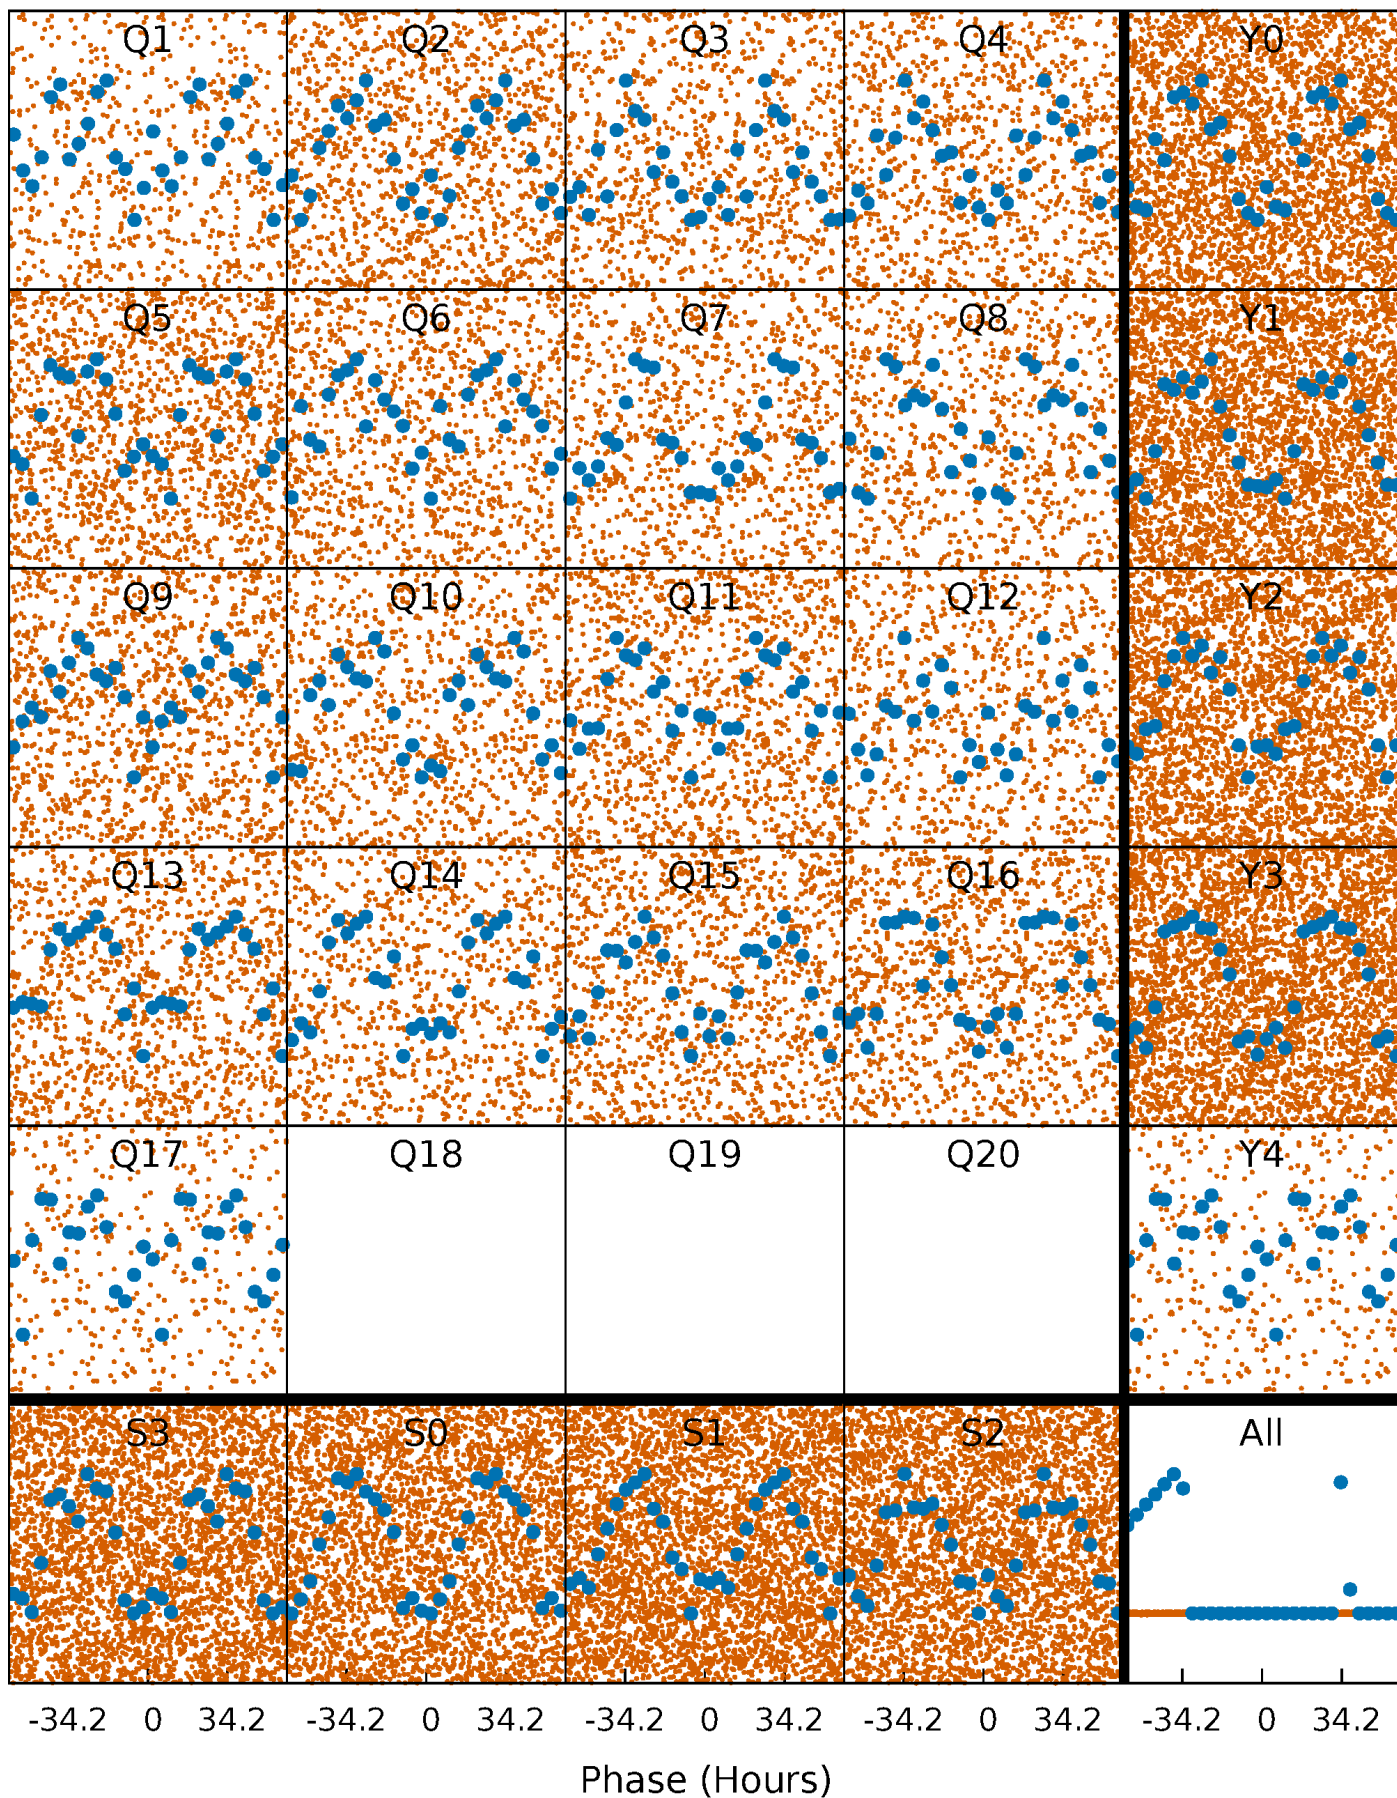 Q1 Q2 Q3 Q4 Y0
Q5 Q6 Q7 Q8 Y1
Q9 Q10 Q11 Q12 Y2
Q13 Q14 Q15 Q16 Y3
Q17 Q18 Q19 Q20 Y4
S3 S0 S1 S2 All
-34.2 0 34.2 -34.2 0 34.2 -34.2 0 34.2 -34.2 0 34.2 -34.2 0 34.2
Phase (Hours)